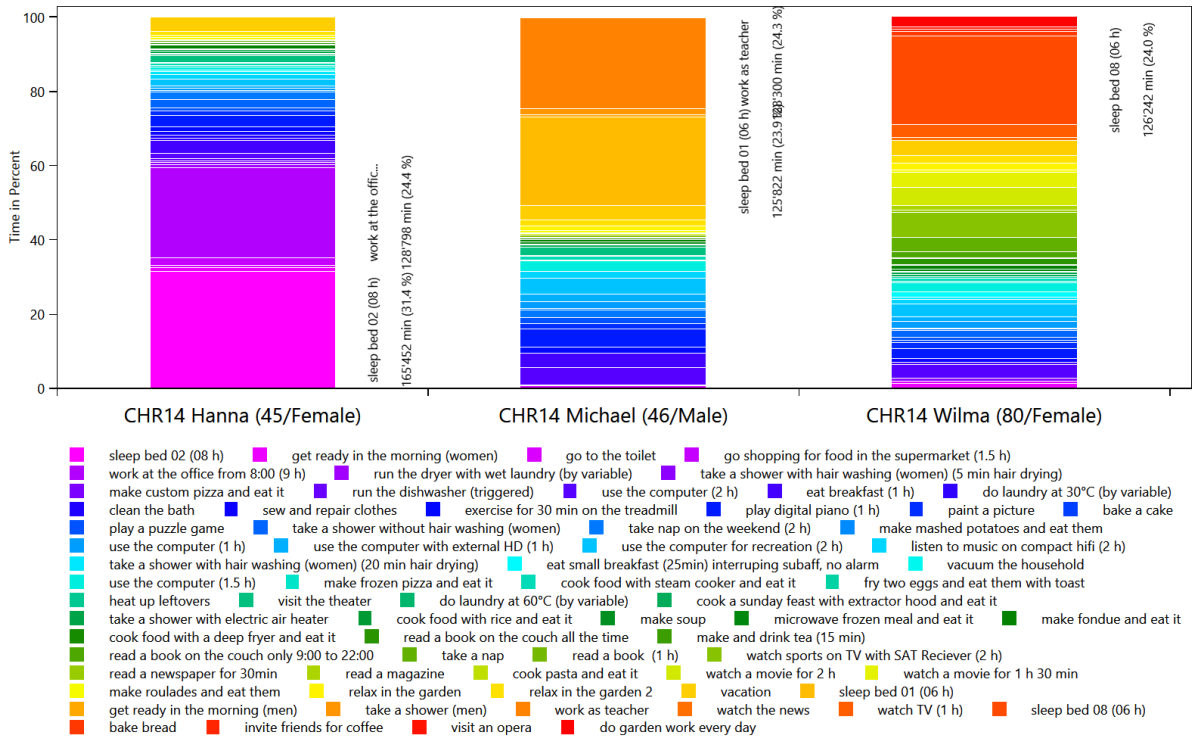 100
80
60
40
20
0
Time in Percent
sleep bed 02 (08 h)
165'452 min (31.4 %)
work at the offic...
128'798 min (24.4 %)
sleep bed 01 (06 h)
125'822 min (23.9
work as teacher
300 min (24.3 %)
sleep bed 08 (06 h)
126'242 min (24.0 %)
CHR14 Hanna (45/Female) CHR14 Michael (46/Male) CHR14 Wilma (80/Female)
sleep bed 02 (08 h) get ready in the morning (women) go to the toilet go shopping for food in the supermarket (1.5 h)
work at the office from 8:00 (9 h) run the dryer with wet laundry (by variable) take a shower with hair washing (women) (5 min hair drying)
make custom pizza and eat it run the dishwasher (triggered) use the computer (2 h) eat breakfast (1 h) do laundry at 30°C (by variable)
clean the bath sew and repair clothes exercise for 30 min on the treadmill play digital piano (1 h) paint a picture bake a cake
play a puzzle game take a shower without hair washing (women) take nap on the weekend (2 h) make mashed potatoes and eat them
use the computer (1 h) use the computer with external HD (1 h) use the computer for recreation (2 h) listen to music on compact hifi (2 h)
take a shower with hair washing (women) (20 min hair drying) eat small breakfast (25min) interruping subaff, no alarm vacuum the household
use the computer (1.5 h) make frozen pizza and eat it cook food with steam cooker and eat it fry two eggs and eat them with toast
heat up leftovers visit the theater do laundry at 60°C (by variable) cook a sunday feast with extractor hood and eat it
take a shower with electric air heater cook food with rice and eat it make soup microwave frozen meal and eat it make fondue and eat it
cook food with a deep fryer and eat it read a book on the couch all the time make and drink tea (15 min)
read a book on the couch only 9:00 to 22:00 take a nap read a book (1 h) watch sports on TV with SAT Reciever (2 h)
read a newspaper for 30min read a magazine cook pasta and eat it watch a movie for 2 h watch a movie for 1 h 30 min
make roulades and eat them relax in the garden relax in the garden 2 vacation sleep bed 01 (06 h)
get ready in the morning (men) take a shower (men) work as teacher watch the news watch TV (1 h) sleep bed 08 (06 h)
bake bread invite friends for coffee visit an opera do garden work every day